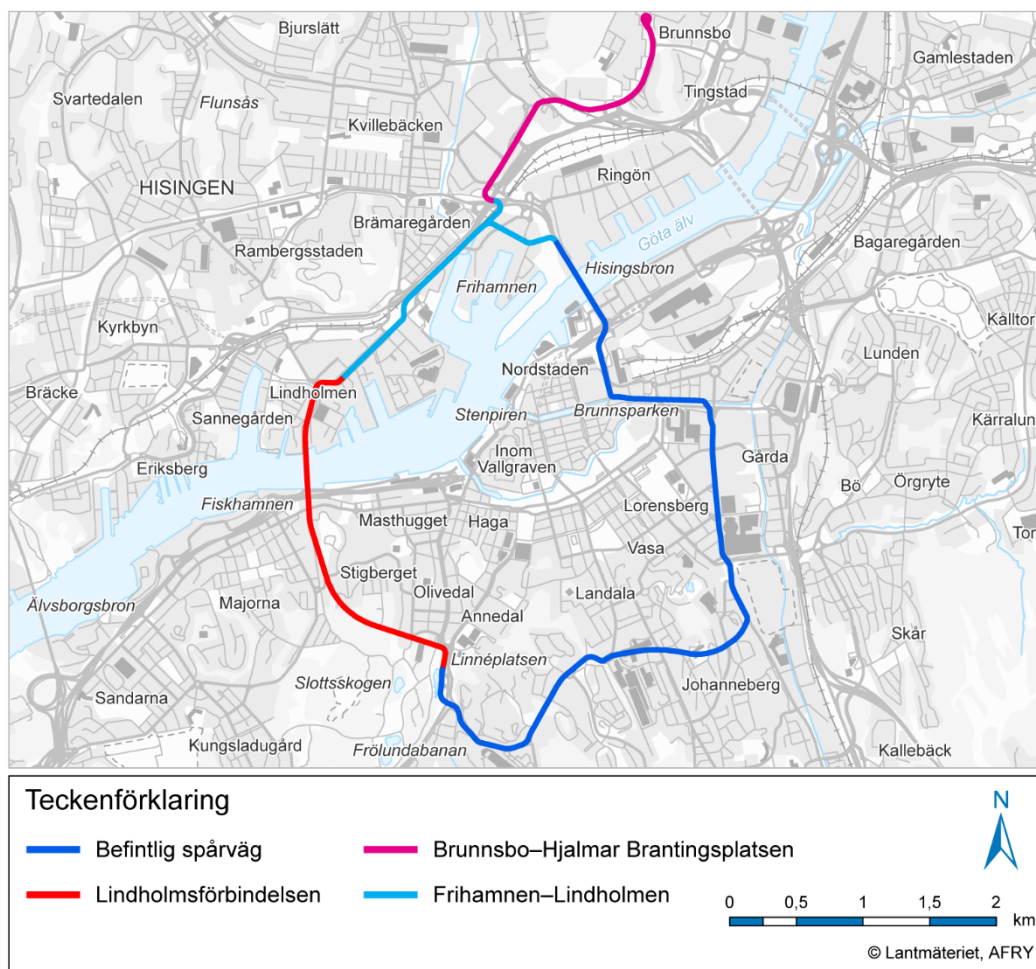 Bjurslätt
Brunnsbo
Gamlestaden
Svartedalen
Flunsås
Tingstad
Kvillebäcken
Ringön
HISINGEN
Brämaregården
Göta älv
Bagaregården
Rambergsstaden
Hisingsbron
Frihamnen
Kålltor
Kyrkbyn
Lunden
Nordstaden
Bräcke
Lindholmen
Sannegården
Stenpiren
Brunnsparken
Kärralun
Inom
Vallgraven
Gårda
Eriksberg
Bö
Örgryte
Fiskhamnen
Lorensberg
Masthugget
Haga
Tor
Vasa
Stigberget
Olivedal
Landala
Älvsborgsbron
Majorna
Annedal
Skår
Linnéplatsen
Slottsskogen
Johanneberg
Sandarna
Kungsladugård
Frölundabanan
Kallebäck
Teckenförklaring
N
Befintlig spårväg
Brunnsbo–Hjalmar Brantingsplatsen
Lindholmsförbindelsen
Frihamnen–Lindholmen
0 0,5 1 1,5 2
km
© Lantmäteriet, AFRY